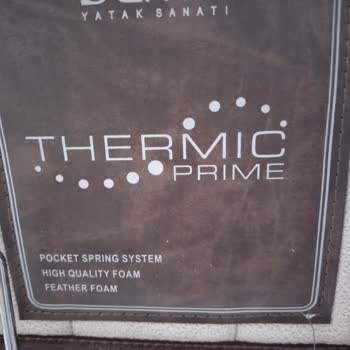 YATAK SANATI
THERMIC
PRIME
POCKET SPRING SYSTEM
HIGH QUALITY FOAM
FEATHER FOAM